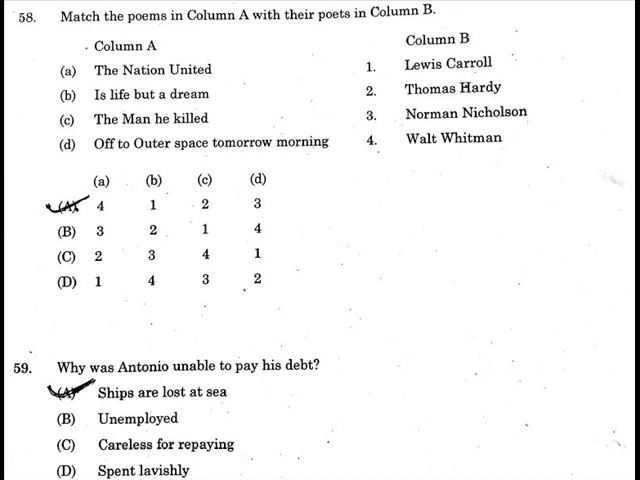 58. Match the poems in Column A with their poets in Column B.
Column A Column B
(a) The Nation United 1. Lewis Carroll
(b) Is life but a dream 2. Thomas Hardy
(c) The Man he killed 3. Norman Nicholson
(d) Off to Outer space tomorrow morning 4. Walt Whitman
(a) (b) (c) (d)
(A) 4 1 2 3
(B) 3 2 1 4
(C) 2 3 4 1
(D) 1 4 3 2
59. Why was Antonio unable to pay his debt?
(A) Ships are lost at sea
(B) Unemployed
(C) Careless for repaying
(D) Spent lavishly